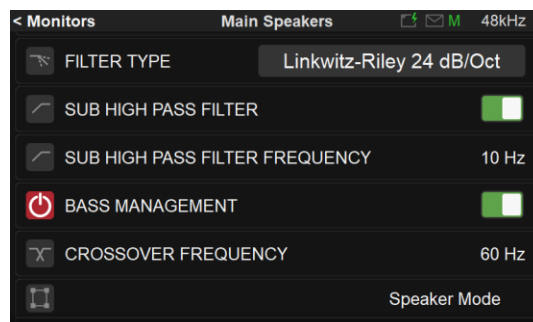 < Monitors Main Speakers M 48kHz
FILTER TYPE Linkwitz-Riley 24 dB/Oct
SUB HIGH PASS FILTER
SUB HIGH PASS FILTER FREQUENCY 10 Hz
BASS MANAGEMENT
CROSSOVER FREQUENCY 60 Hz
Speaker Mode